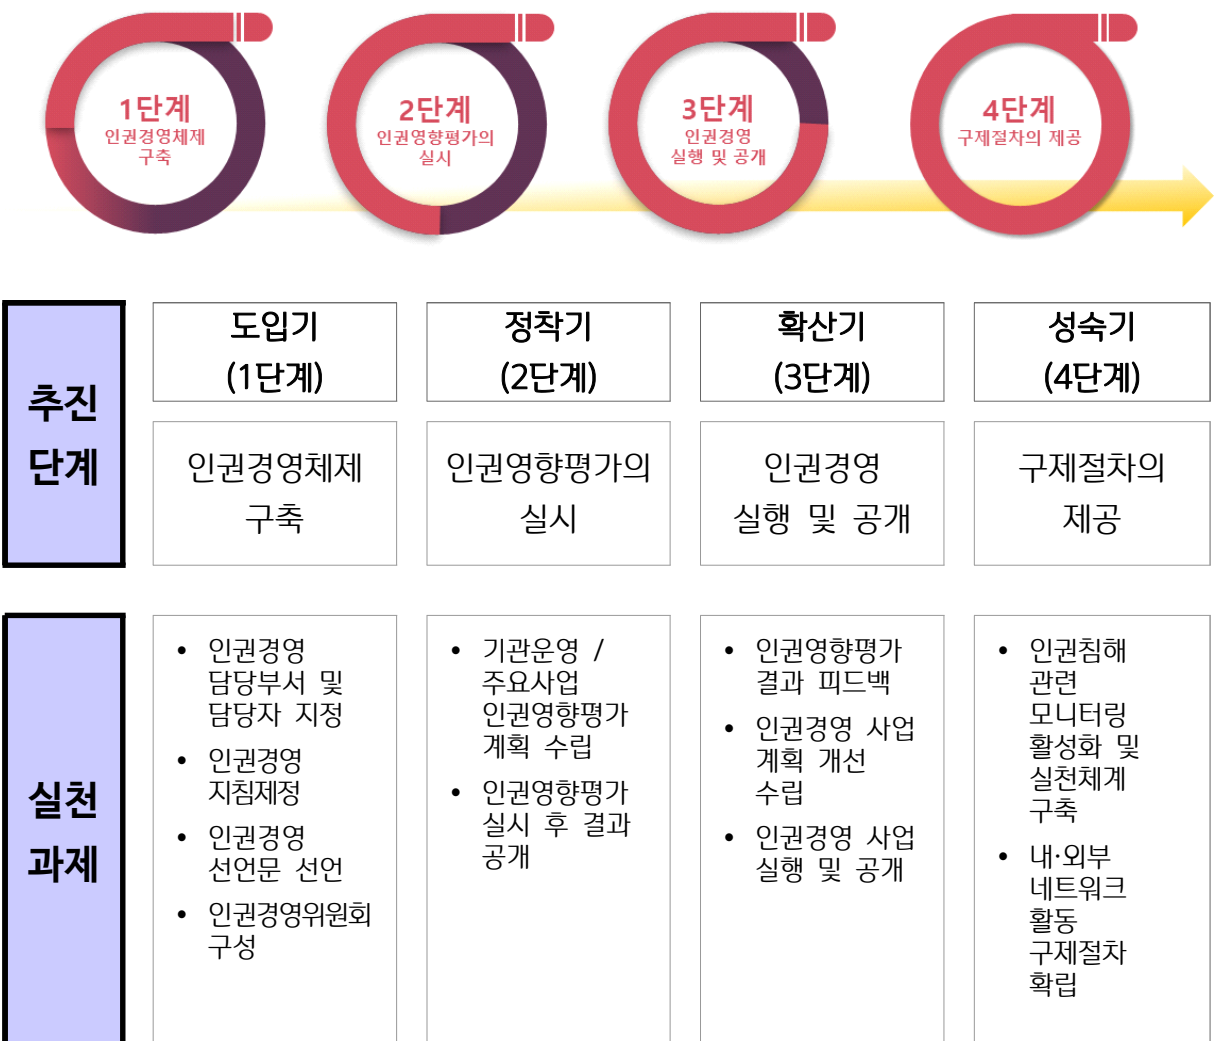 1단계
인권경영체제
구축
2단계
인권영향평가의
실시
3단계
인권경영
실행 및 공개
4단계
구제절차의 제공
추진
단계
도입기
(1단계)
정착기
(2단계)
확산기
(3단계)
성숙기
(4단계)
인권경영체제
구축
인권영향평가의
실시
인권경영
실행 및 공개
구제절차의
제공
실천
과제
• 인권경영
담당부서 및
담당자 지정
• 인권경영
지침제정
• 인권경영
선언문 선언
• 인권경영위원회
구성
• 기관운영 /
주요사업
인권영향평가
계획 수립
• 인권영향평가
실시 후 결과
공개
• 인권영향평가
결과 피드백
• 인권경영 사업
계획 개선
수립
• 인권경영 사업
실행 및 공개
• 인권침해
관련
모니터링
활성화 및
실천체계
구축
• 내·외부
네트워크
활동
구제절차
확립